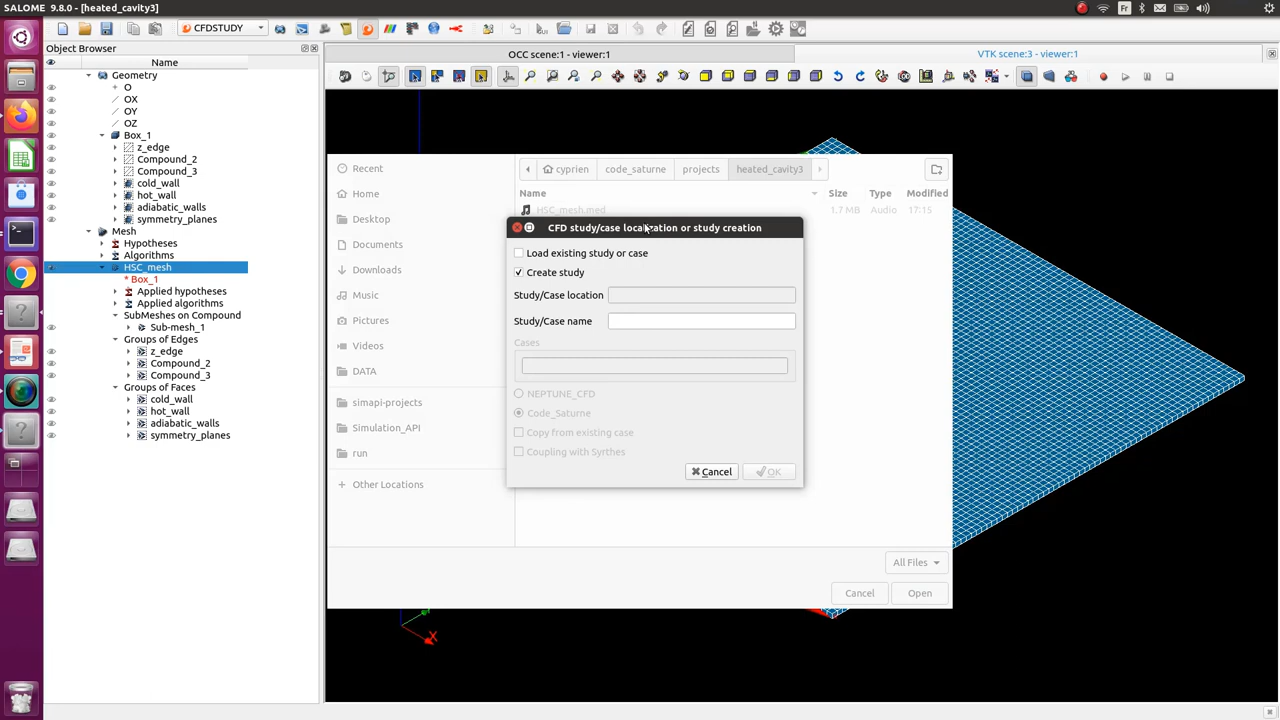 SALOME 9.8.0 - [heated_cavity3]
Fr
CFDSTUDY
Object Browser
Name
Geometry
O
OX
OY
OZ
Box_1
z_edge
Compound_2
Compound_3
cold_wall
hot_wall
adiabatic_walls
symmetry_planes
Mesh
Hypotheses
Algorithms
HSC_mesh
* Box_1
Applied hypotheses
Applied algorithms
SubMeshes on Compound
Sub-mesh_1
Groups of Edges
z_edge
Compound_2
Compound_3
Groups of Faces
cold_wall
hot_wall
adiabatic_walls
symmetry_planes
OCC scene:1 - viewer:1
VTK scene:3 - viewer:1
Recent
Home
Desktop
Documents
Downloads
Music
Pictures
Videos
DATA
simapi-projects
Simulation_API
run
Other Locations
cyprien
code_saturne
projects
heated_cavity3
Name
Size
Type
Modified
HSC_mesh.med
1.7 MB
Audio
17:15
CFD study/case localization or study creation
Load existing study or case
Create study
Study/Case location
Study/Case name
Cases
NEPTUNE_CFD
Code_Saturne
Copy from existing case
Coupling with Syrthes
Cancel
OK
All Files
Cancel
Open
X